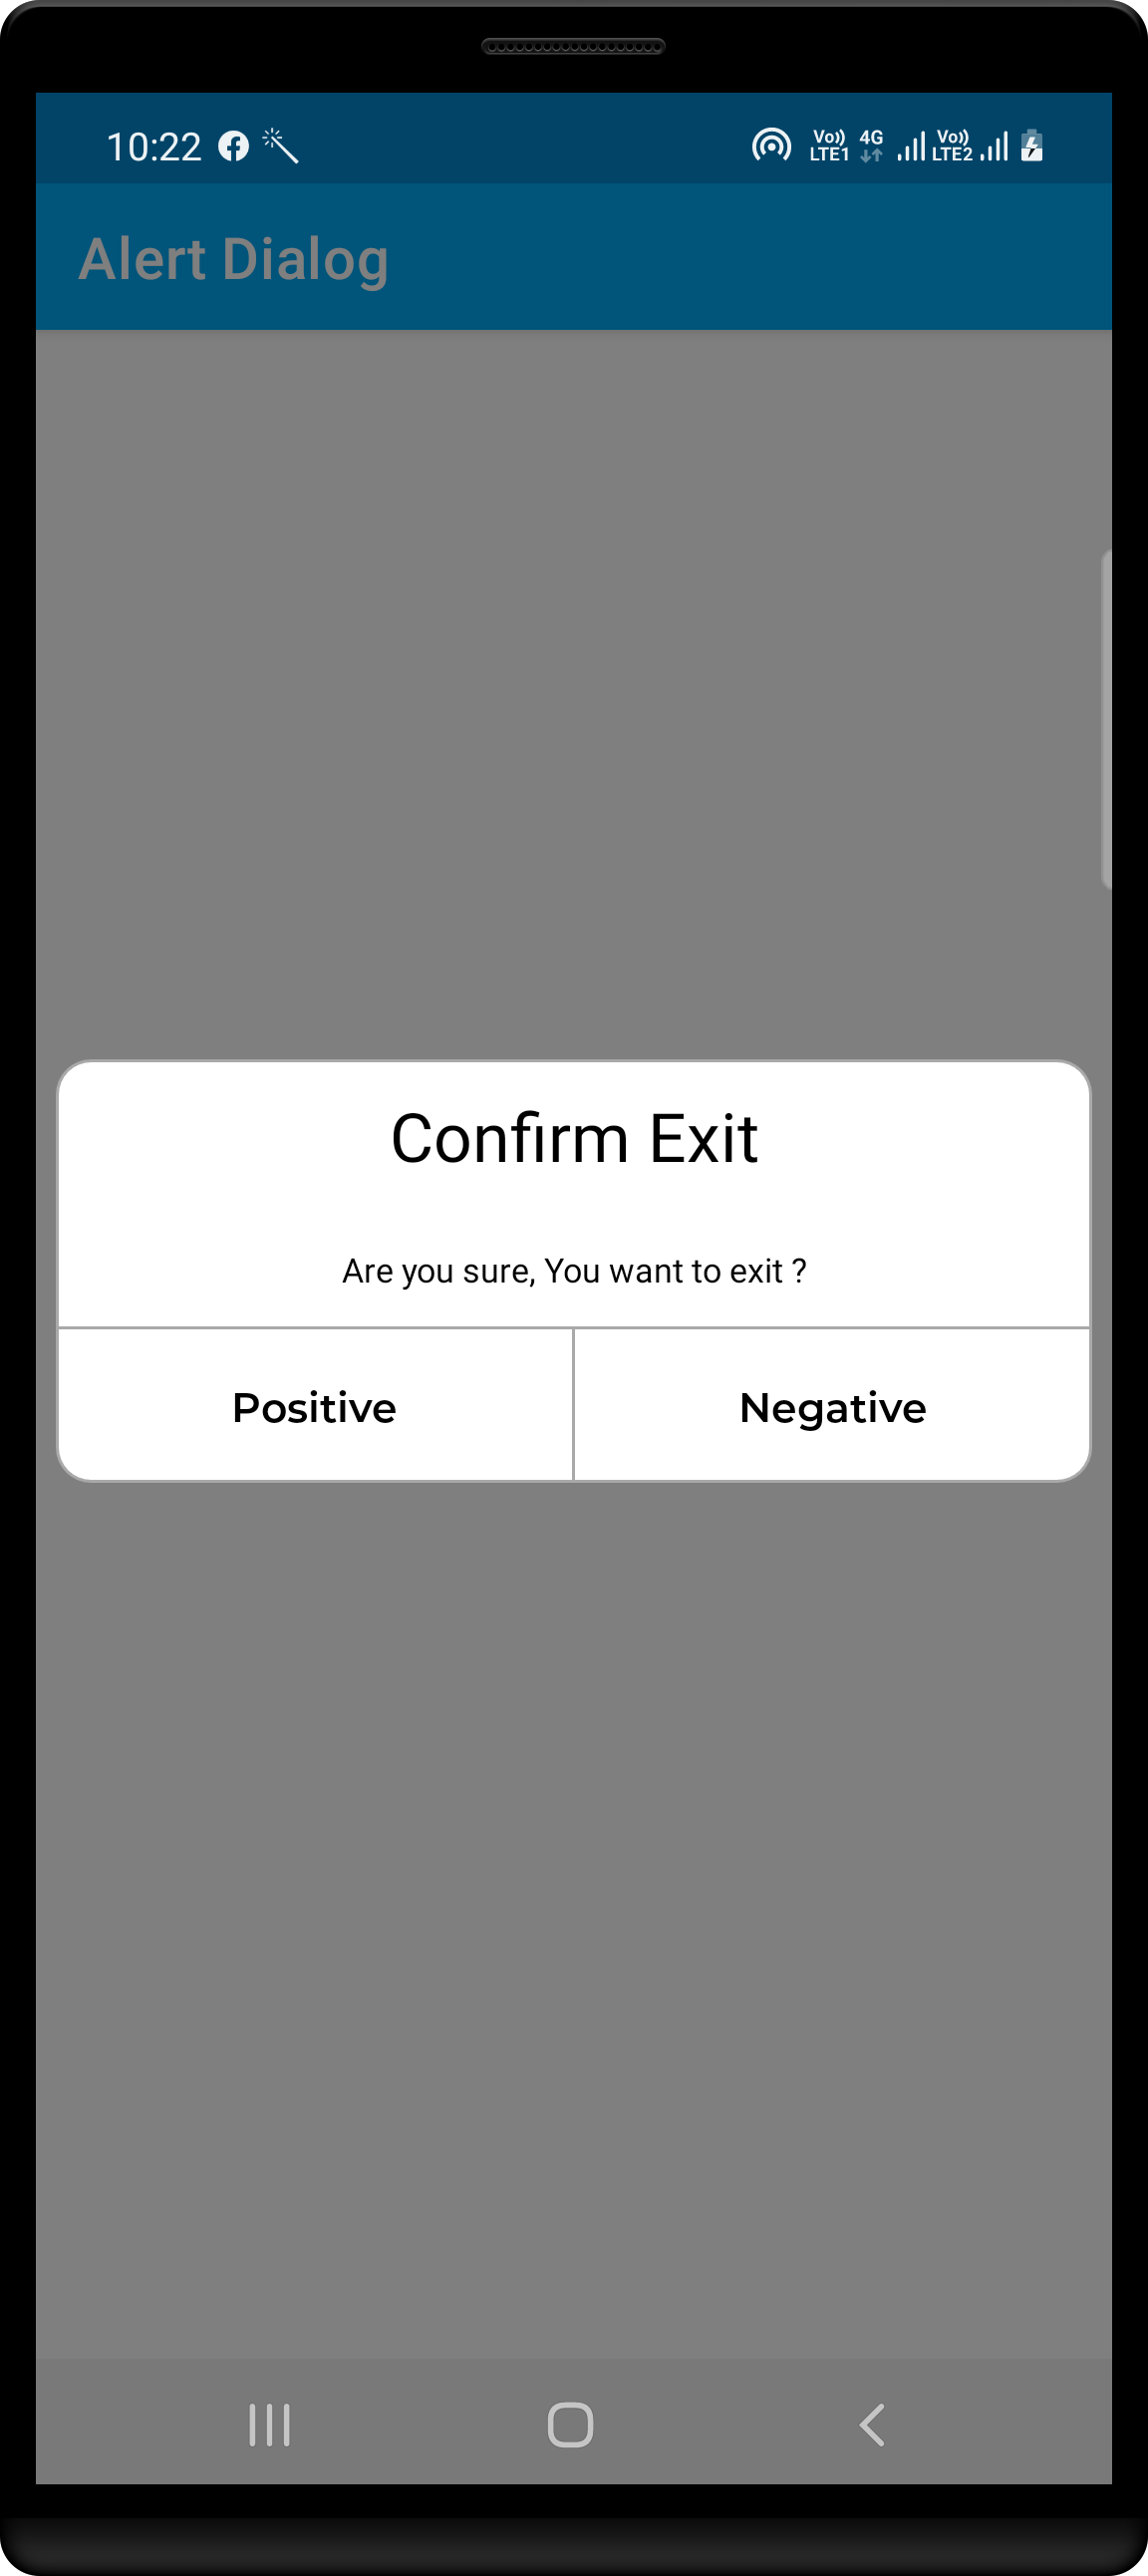 10:22
Vo)) LTE1 4G Vo)) LTE2
Alert Dialog
Confirm Exit
Are you sure, You want to exit ?
Positive
Negative